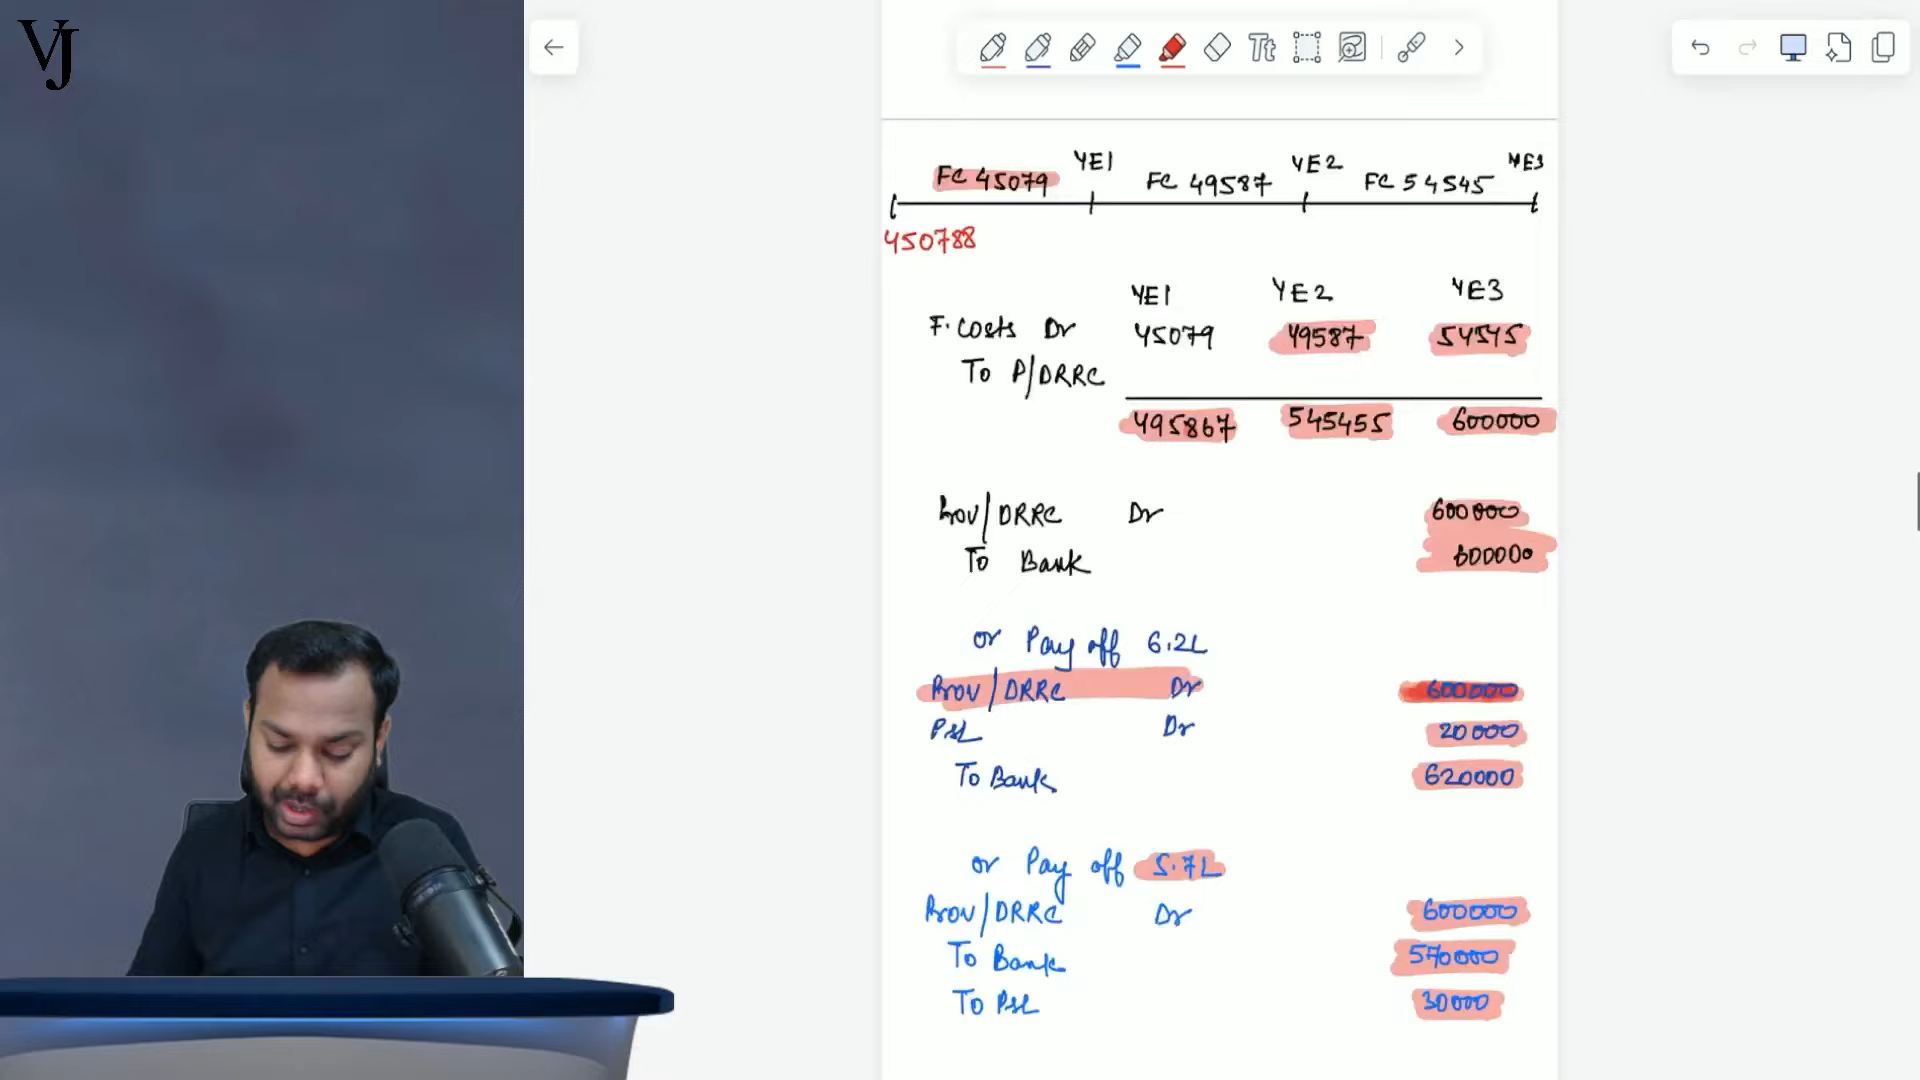 VJ
Tt
YE1 YE2 YE3
FC 45079 FC 49587 FC 54545
450788
YE1 YE2 YE3
F. Costs Dr 45079 49587 54545
To P/DRRC
495867 545455 600000
Prov/DRRC Dr 600000
To Bank 600000
or Pay off 6.2L
Prov/DRRC Dr 600000
P&L Dr 20000
To Bank 620000
or Pay off 5.7L
Prov/DRRC Dr 600000
To Bank 570000
To P&L 30000